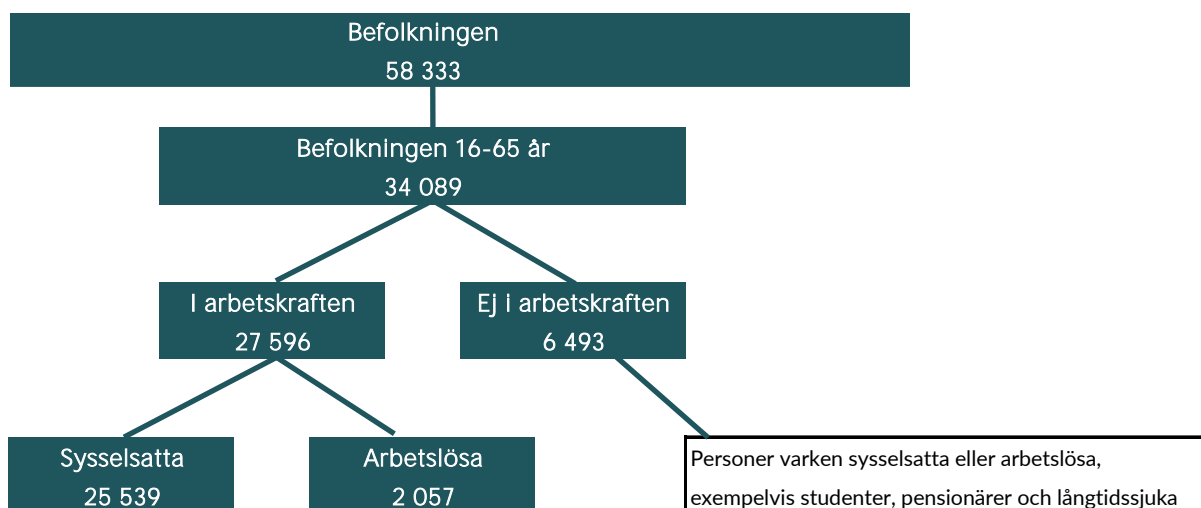 Befolkningen
58 333
Befolkningen 16-65 år
34 089
I arbetskraften
27 596
Ej i arbetskraften
6 493
Sysselsatta
25 539
Arbetslösa
2 057
Personer varken sysselsatta eller arbetslösa,
exempelvis studenter, pensionärer och långtidssjuka